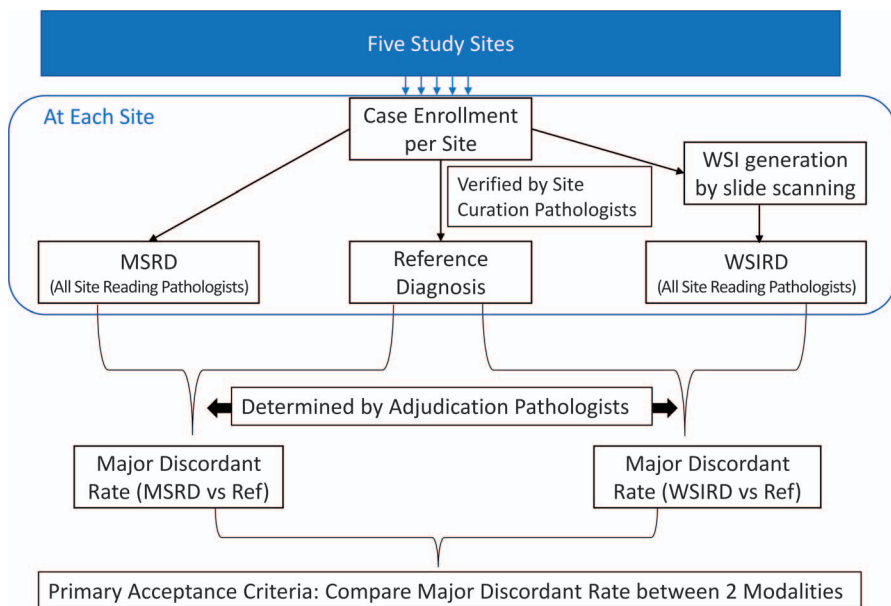 Five Study Sites
At Each Site
Case Enrollment
per Site
WSI generation
by slide scanning
Verified by Site
Curation Pathologists
MSRD
(All Site Reading Pathologists)
Reference
Diagnosis
WSIRD
(All Site Reading Pathologists)
Determined by Adjudication Pathologists
Major Discordant
Rate (MSRD vs Ref)
Major Discordant
Rate (WSIRD vs Ref)
Primary Acceptance Criteria: Compare Major Discordant Rate between 2 Modalities